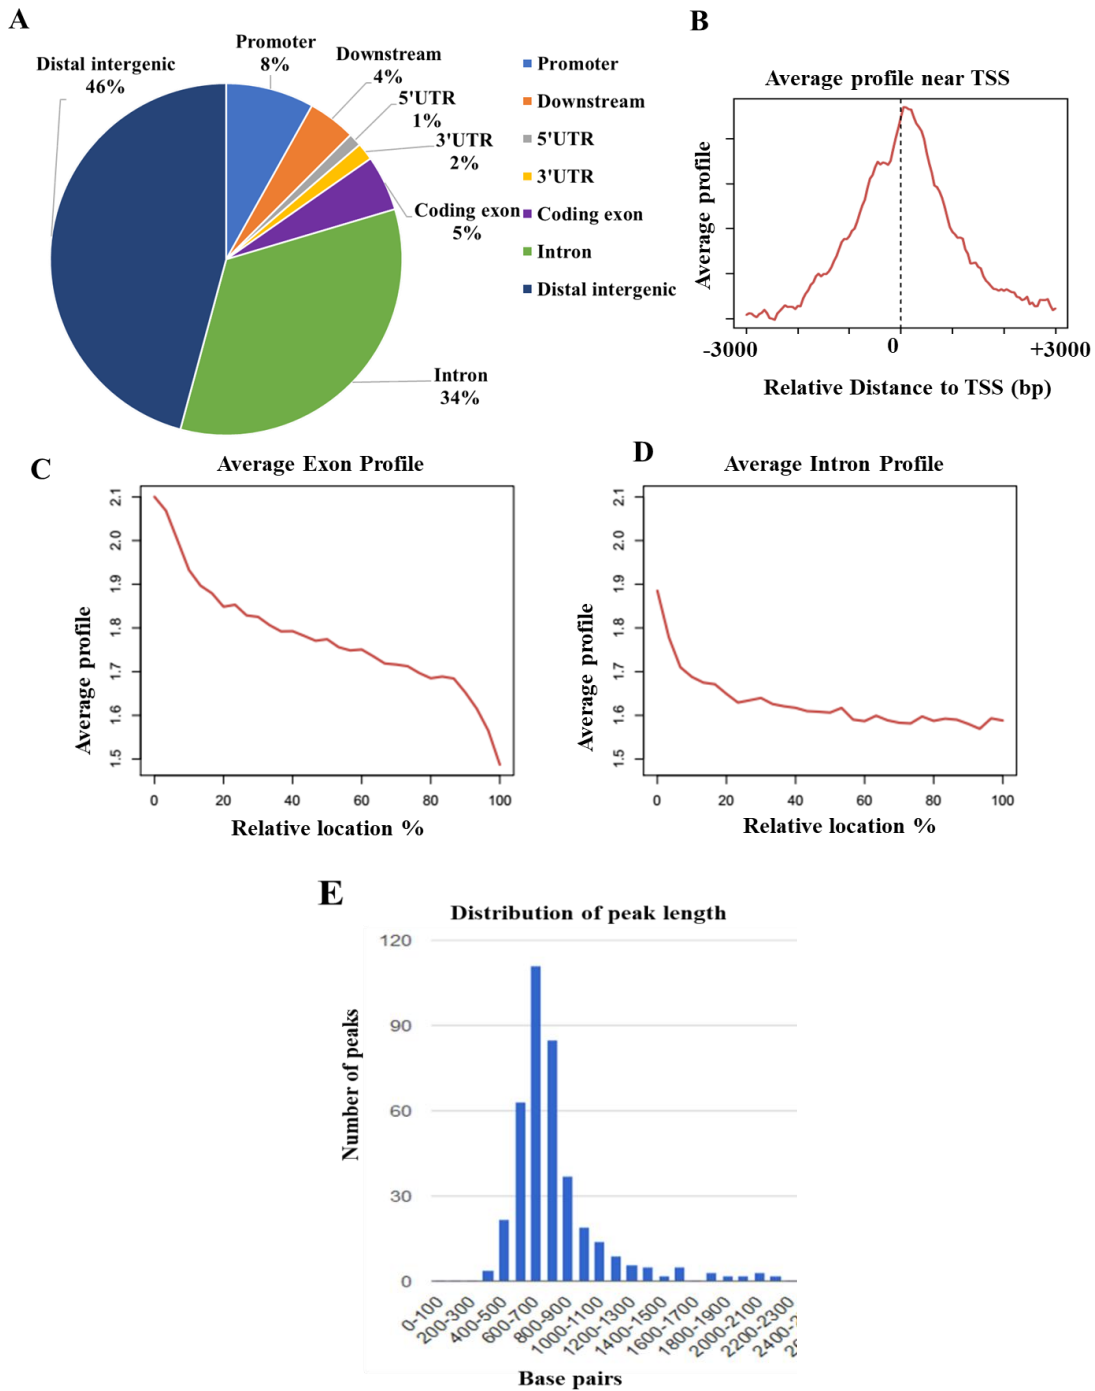 A
Promoter
8%
Downstream
4%
5'UTR
1%
3'UTR
2%
Coding exon
5%
Intron
34%
Distal intergenic
46%
Promoter
Downstream
5'UTR
3'UTR
Coding exon
Intron
Distal intergenic
B
Average profile near TSS
Average profile
-3000
0
+3000
Relative Distance to TSS (bp)
C
Average Exon Profile
Average profile
2.1
2.0
1.9
1.8
1.7
1.6
1.5
0
20
40
60
80
100
Relative location %
D
Average Intron Profile
Average profile
2.1
2.0
1.9
1.8
1.7
1.6
1.5
0
20
40
60
80
100
Relative location %
E
Distribution of peak length
Number of peaks
120
90
60
30
0
0-100
200-300
400-500
600-700
800-900
1000-1100
1200-1300
1400-1500
1600-1700
1800-1900
2000-2100
2200-2300
Base pairs